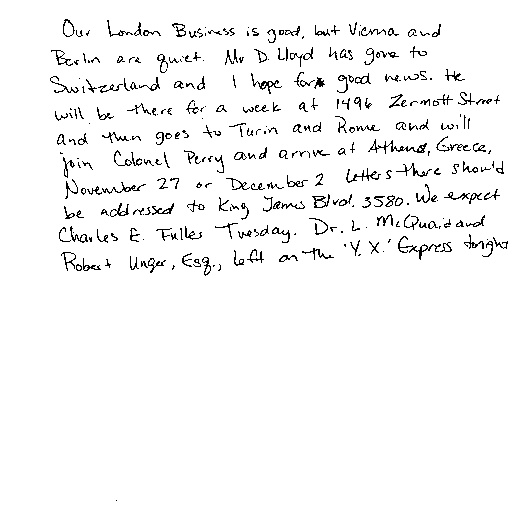 Our London Business is good, but Vienna and
Berlin are quiet. Mr D. Lloyd has gone to
Switzerland and I hope for good news. He
will be there for a week at 1496 Zermott Street
and then goes to Turin and Rome and will
join Colonel Perry and arrive at Athens, Greece,
November 27 or December 2 Letters there should
be addressed to King James Blvd. 3580. We expect
Charles E. Fuller Tuesday. Dr. L. McQuaid and
Robert Unger, Esq., left on the 'Y. X.' Express tonight